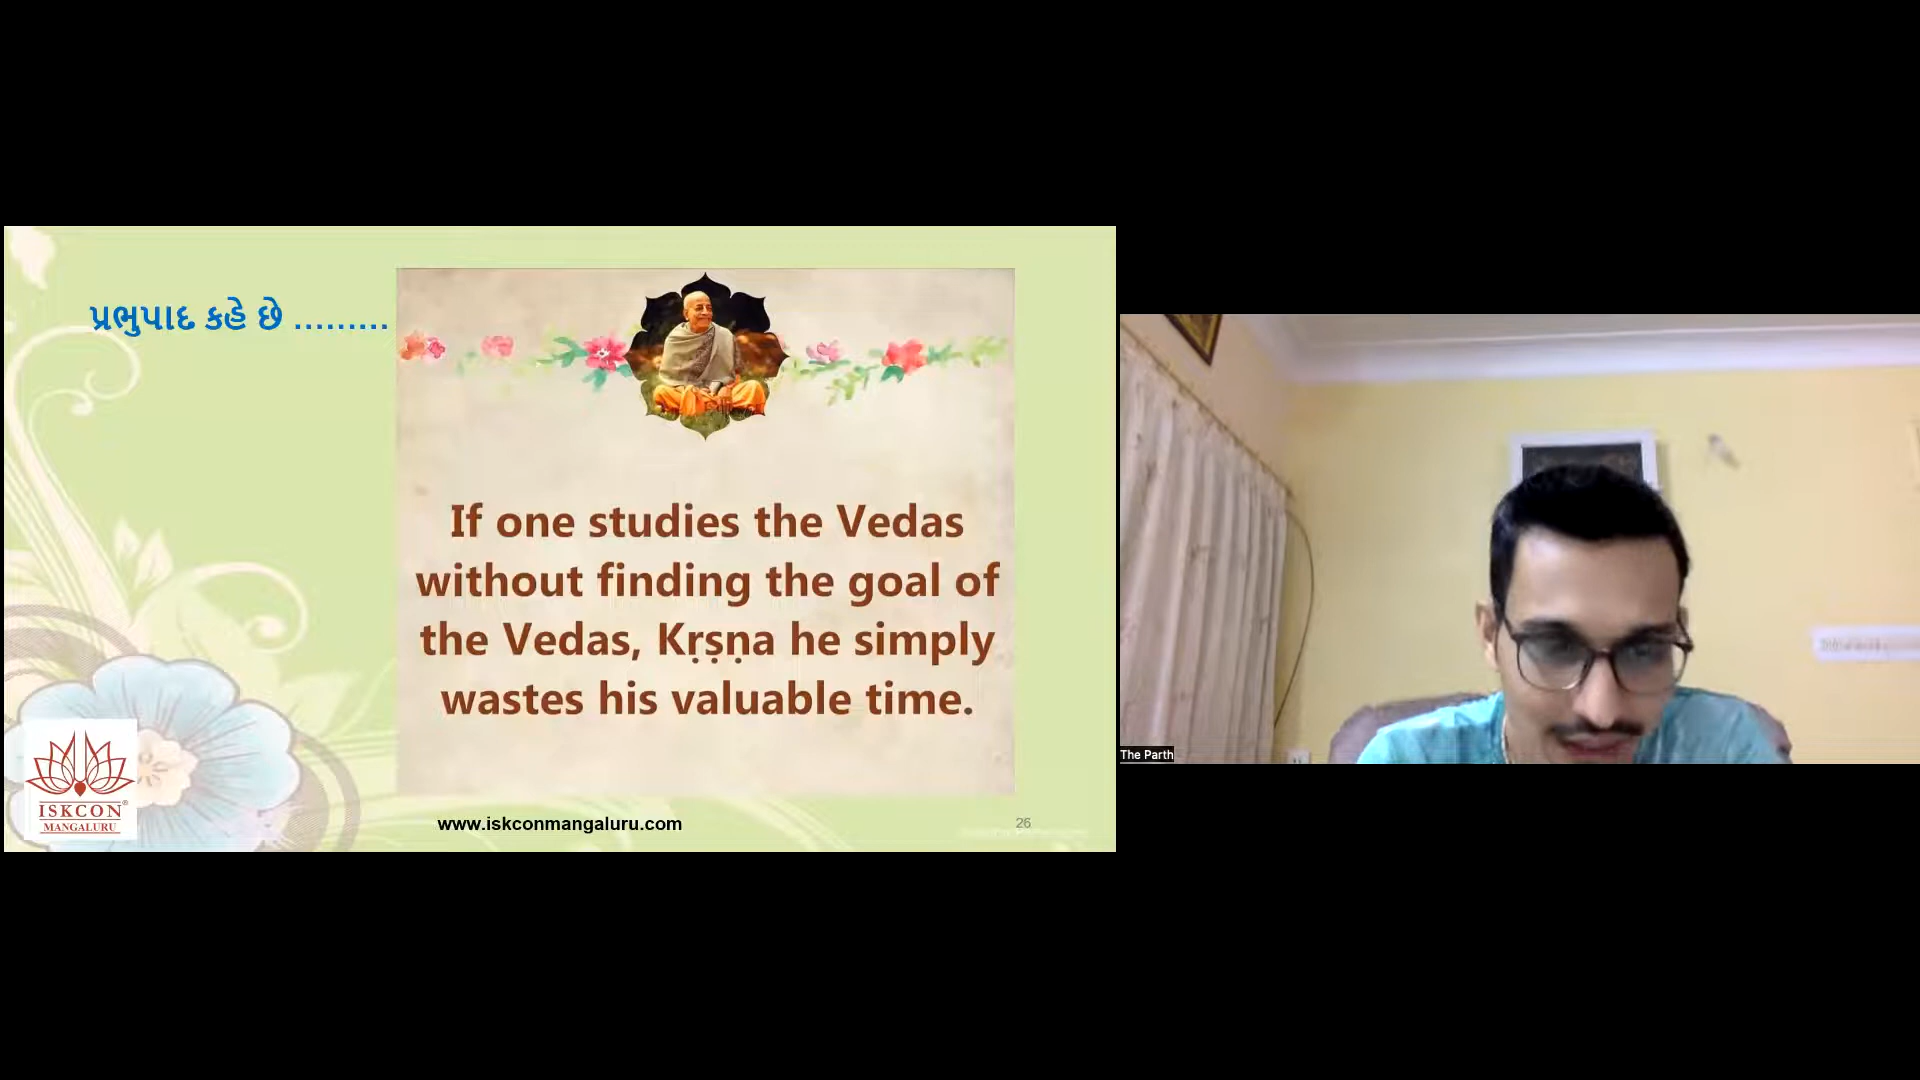 પ્રભુપાદ કહે છે .........
If one studies the Vedas
without finding the goal of
the Vedas, Kṛṣṇa he simply
wastes his valuable time.
ISKCON®
MANGALURU
www.iskconmangaluru.com
26
The Parth